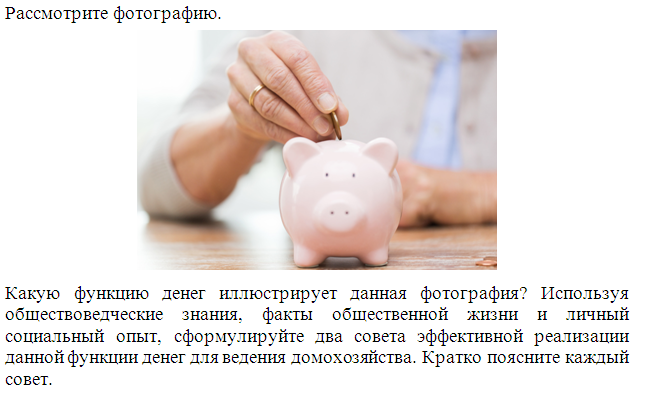 Рассмотрите фотографию.
Какую функцию денег иллюстрирует данная фотография? Используя
обществоведческие знания, факты общественной жизни и личный
социальный опыт, сформулируйте два совета эффективной реализации
данной функции денег для ведения домохозяйства. Кратко поясните каждый
совет.